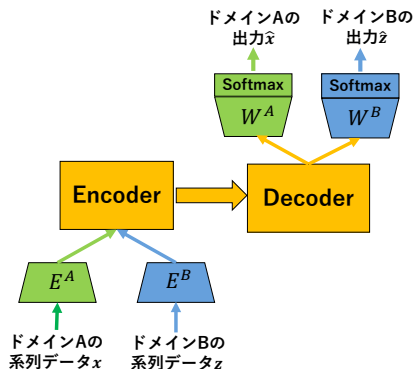 ドメインAの
出力x̂
ドメインBの
出力ẑ
Softmax
Softmax
W^A
W^B
Encoder
Decoder
E^A
E^B
ドメインAの
系列データx
ドメインBの
系列データz